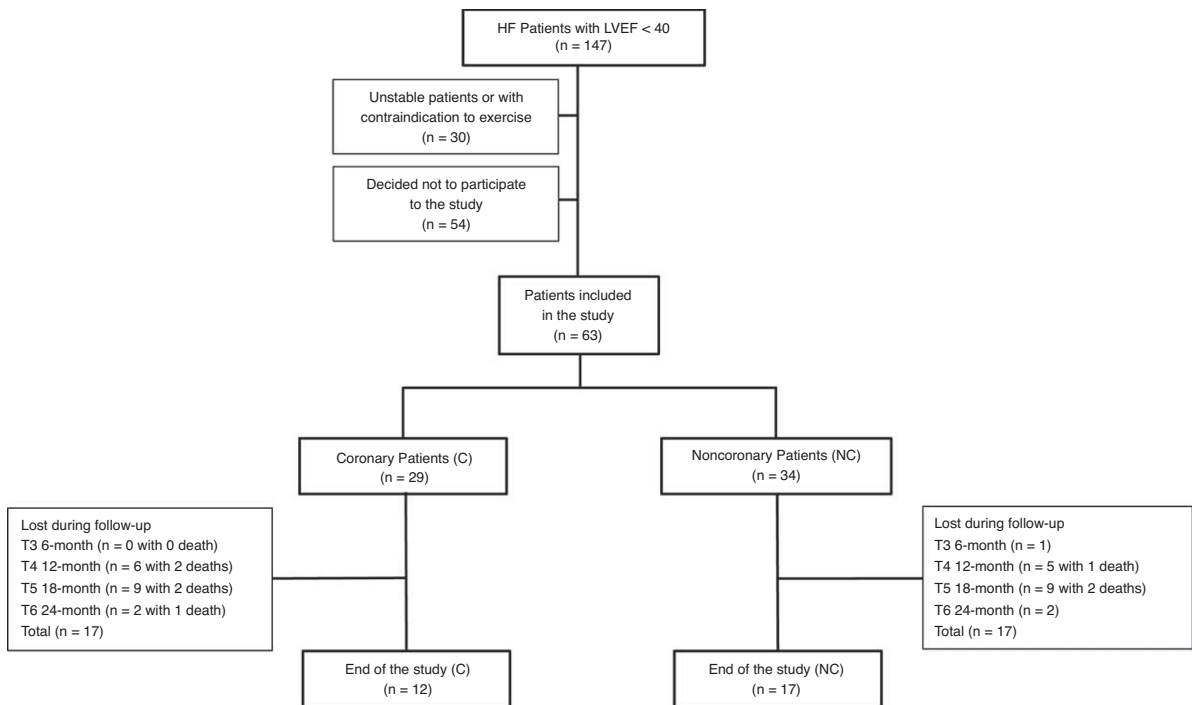 HF Patients with LVEF < 40
(n = 147)
Unstable patients or with
contraindication to exercise
(n = 30)
Decided not to participate
to the study
(n = 54)
Patients included
in the study
(n = 63)
Coronary Patients (C)
(n = 29)
Noncoronary Patients (NC)
(n = 34)
Lost during follow-up
T3 6-month (n = 0 with 0 death)
T4 12-month (n = 6 with 2 deaths)
T5 18-month (n = 9 with 2 deaths)
T6 24-month (n = 2 with 1 death)
Total (n = 17)
Lost during follow-up
T3 6-month (n = 1)
T4 12-month (n = 5 with 1 death)
T5 18-month (n = 9 with 2 deaths)
T6 24-month (n = 2)
Total (n = 17)
End of the study (C)
(n = 12)
End of the study (NC)
(n = 17)